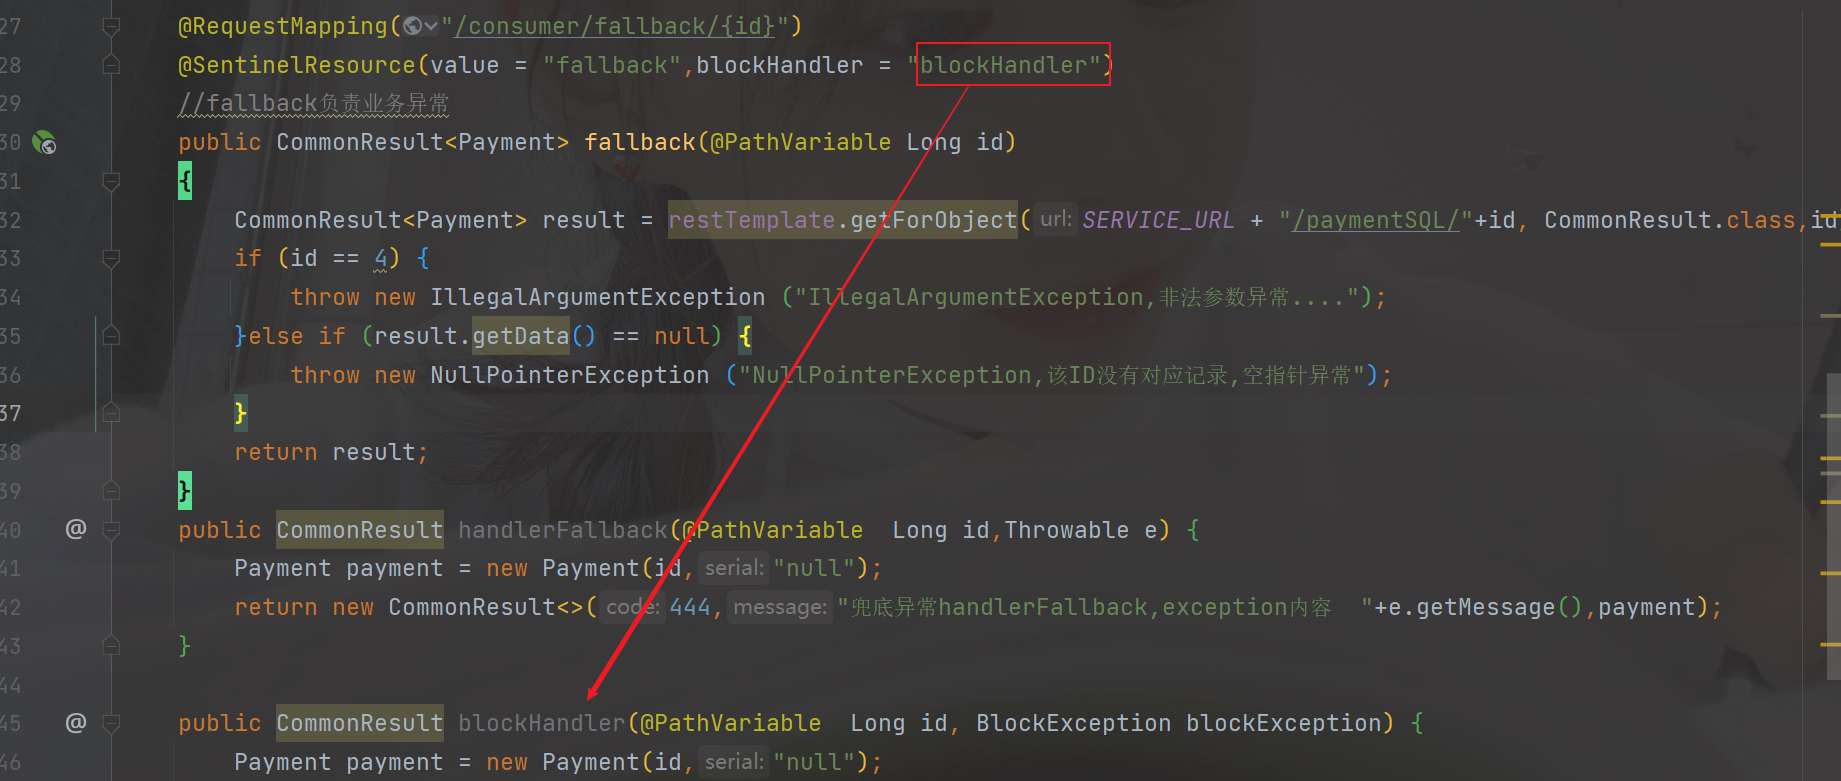 27 @RequestMapping("/consumer/fallback/{id}")
28 @SentinelResource(value = "fallback",blockHandler = "blockHandler")
29 //fallback负责业务异常
30 public CommonResult<Payment> fallback(@PathVariable Long id)
31 {
32 CommonResult<Payment> result = restTemplate.getForObject( url: SERVICE_URL + "/paymentSQL/"+id, CommonResult.class,id
33 if (id == 4) {
34 throw new IllegalArgumentException ("IllegalArgumentException,非法参数异常....");
35 }else if (result.getData() == null) {
36 throw new NullPointerException ("NullPointerException,该ID没有对应记录,空指针异常");
37 }
38 return result;
39 }
40 @ public CommonResult handlerFallback(@PathVariable  Long id,Throwable e) {
41 Payment payment = new Payment(id, serial: "null");
42 return new CommonResult<>( code: 444, message: "兜底异常handlerFallback,exception内容  "+e.getMessage(),payment);
43 }
44
45 @ public CommonResult blockHandler(@PathVariable  Long id, BlockException blockException) {
46 Payment payment = new Payment(id, serial: "null");